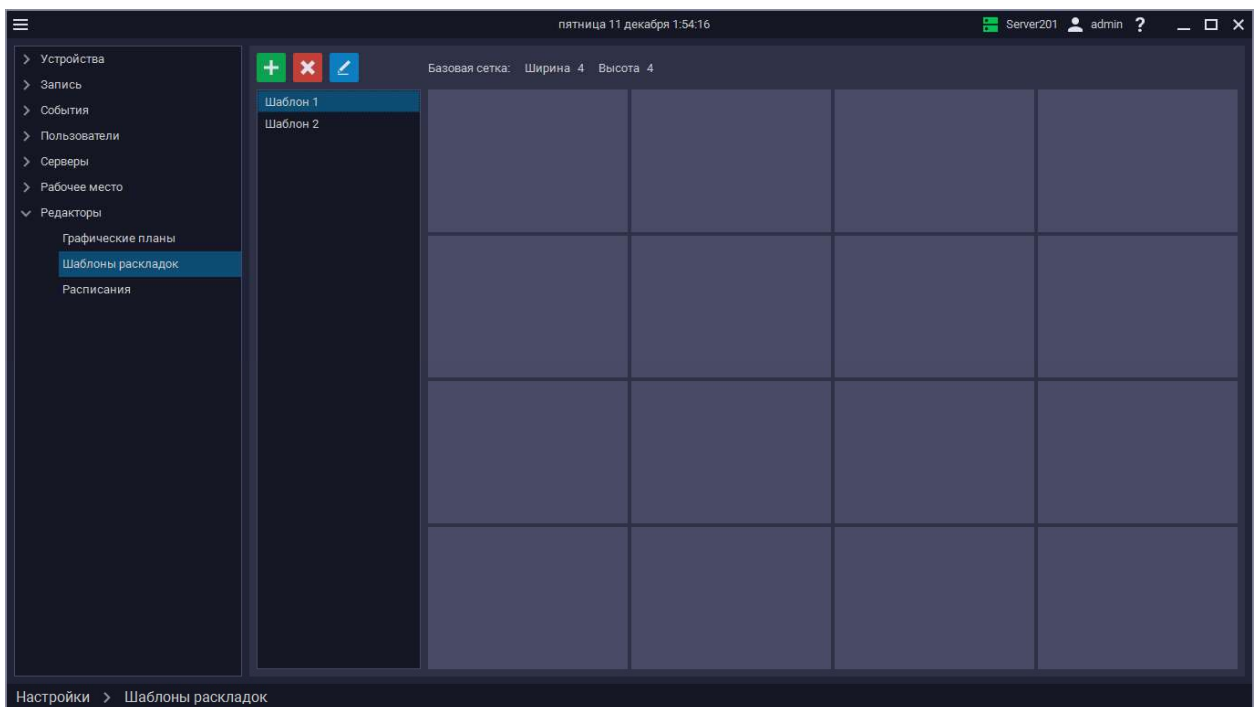 пятница 11 декабря 1:54:16
Server201 admin ?
Устройства
Запись
События
Пользователи
Серверы
Рабочее место
Редакторы
Графические планы
Шаблоны раскладок
Расписания
Базовая сетка: Ширина 4 Высота 4
Шаблон 1
Шаблон 2
Настройки > Шаблоны раскладок